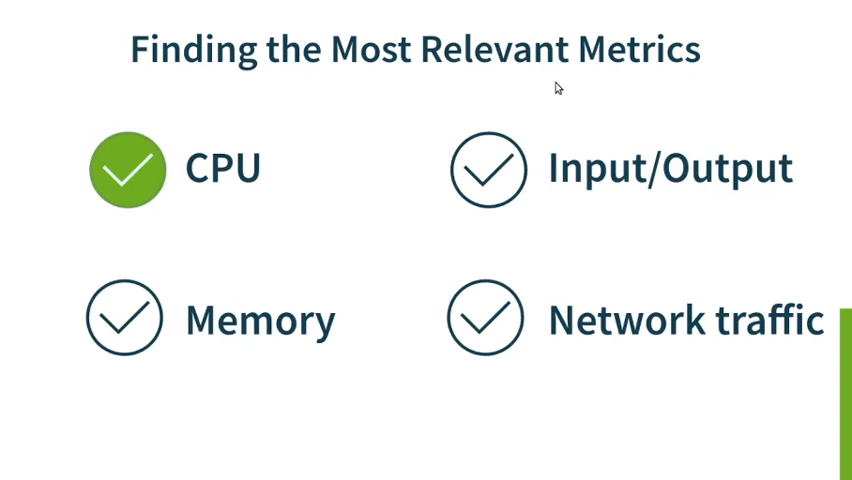 Finding the Most Relevant Metrics
CPU
Input/Output
Memory
Network traffic